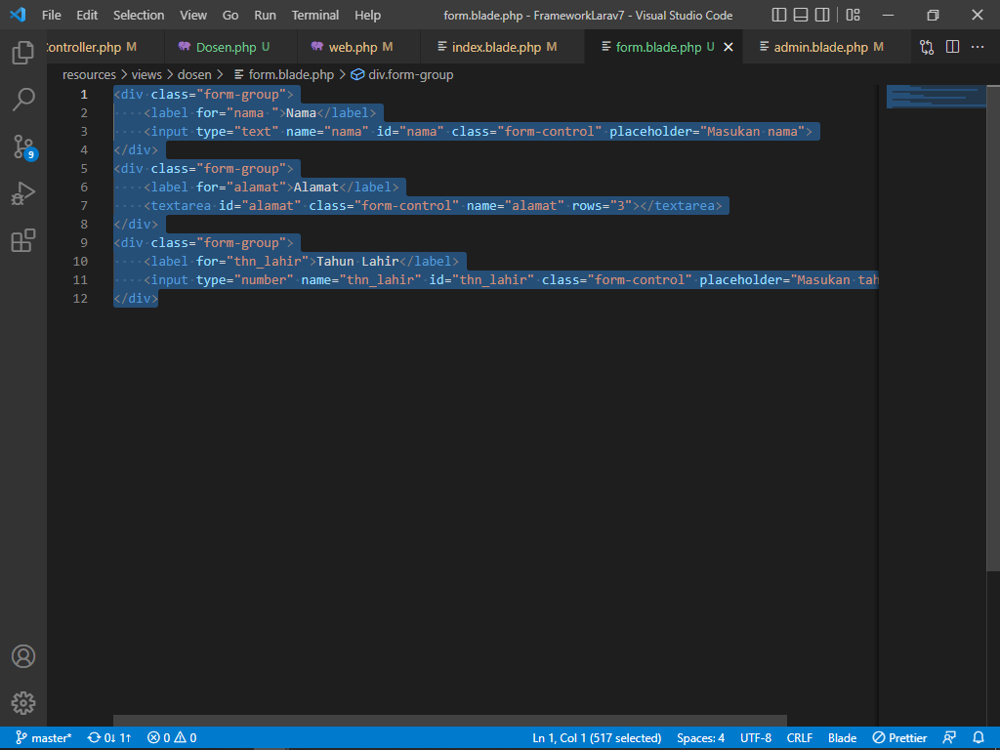 File Edit Selection View Go Run Terminal Help form.blade.php - FrameworkLarav7 - Visual Studio Code
Controller.php M Dosen.php U web.php M index.blade.php M form.blade.php U admin.blade.php M
resources > views > dosen > form.blade.php > div.form-group
1 <div class="form-group">
2 <label for="nama ">Nama</label>
3 <input type="text" name="nama" id="nama" class="form-control" placeholder="Masukan nama">
4 </div>
5 <div class="form-group">
6 <label for="alamat">Alamat</label>
7 <textarea id="alamat" class="form-control" name="alamat" rows="3"></textarea>
8 </div>
9 <div class="form-group">
10 <label for="thn_lahir">Tahun Lahir</label>
11 <input type="number" name="thn_lahir" id="thn_lahir" class="form-control" placeholder="Masukan tah
12 </div>
9
master* 0↓ 1↑ 0 0 Ln 1, Col 1 (517 selected) Spaces: 4 UTF-8 CRLF Blade Prettier